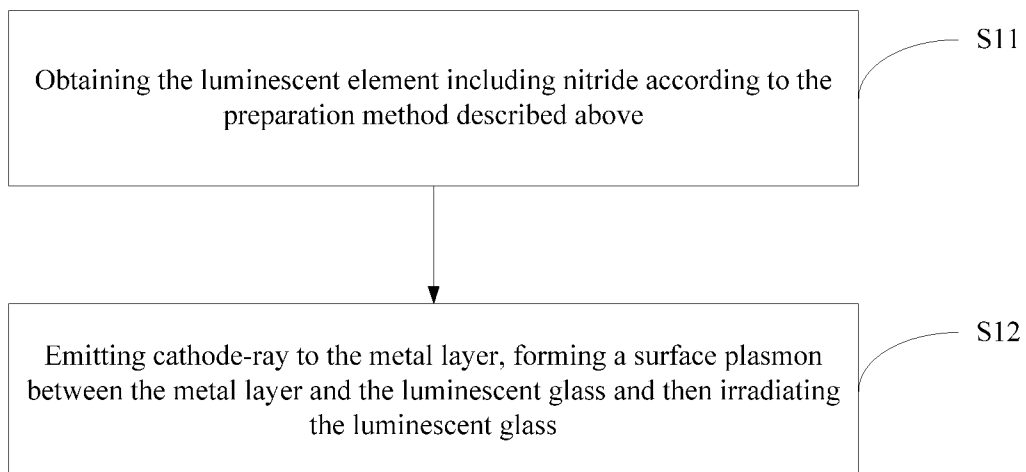 S11
Obtaining the luminescent element including nitride according to the
preparation method described above
S12
Emitting cathode-ray to the metal layer, forming a surface plasmon
between the metal layer and the luminescent glass and then irradiating
the luminescent glass